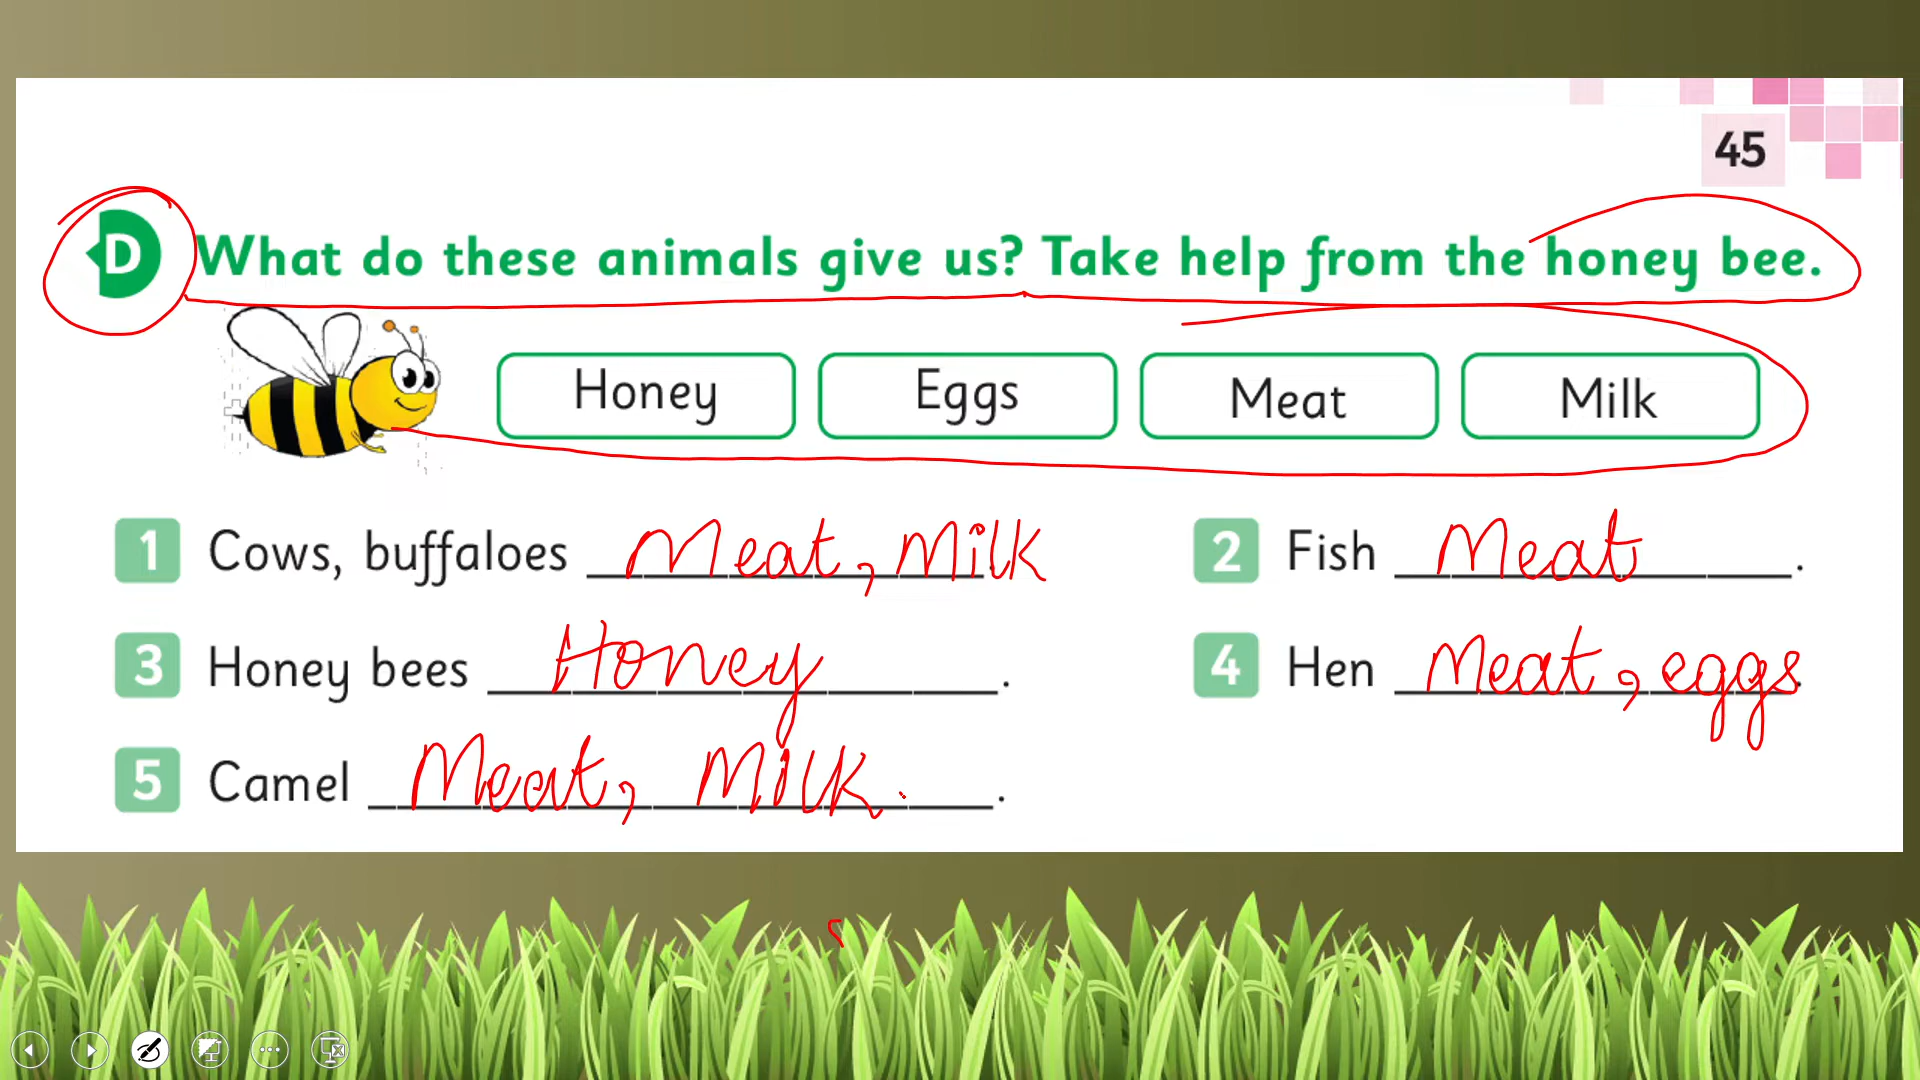 45
D What do these animals give us? Take help from the honey bee.
Honey Eggs Meat Milk
1 Cows, buffaloes Meat, Milk.
2 Fish Meat.
3 Honey bees Honey.
4 Hen Meat, eggs.
5 Camel Meat, Milk.